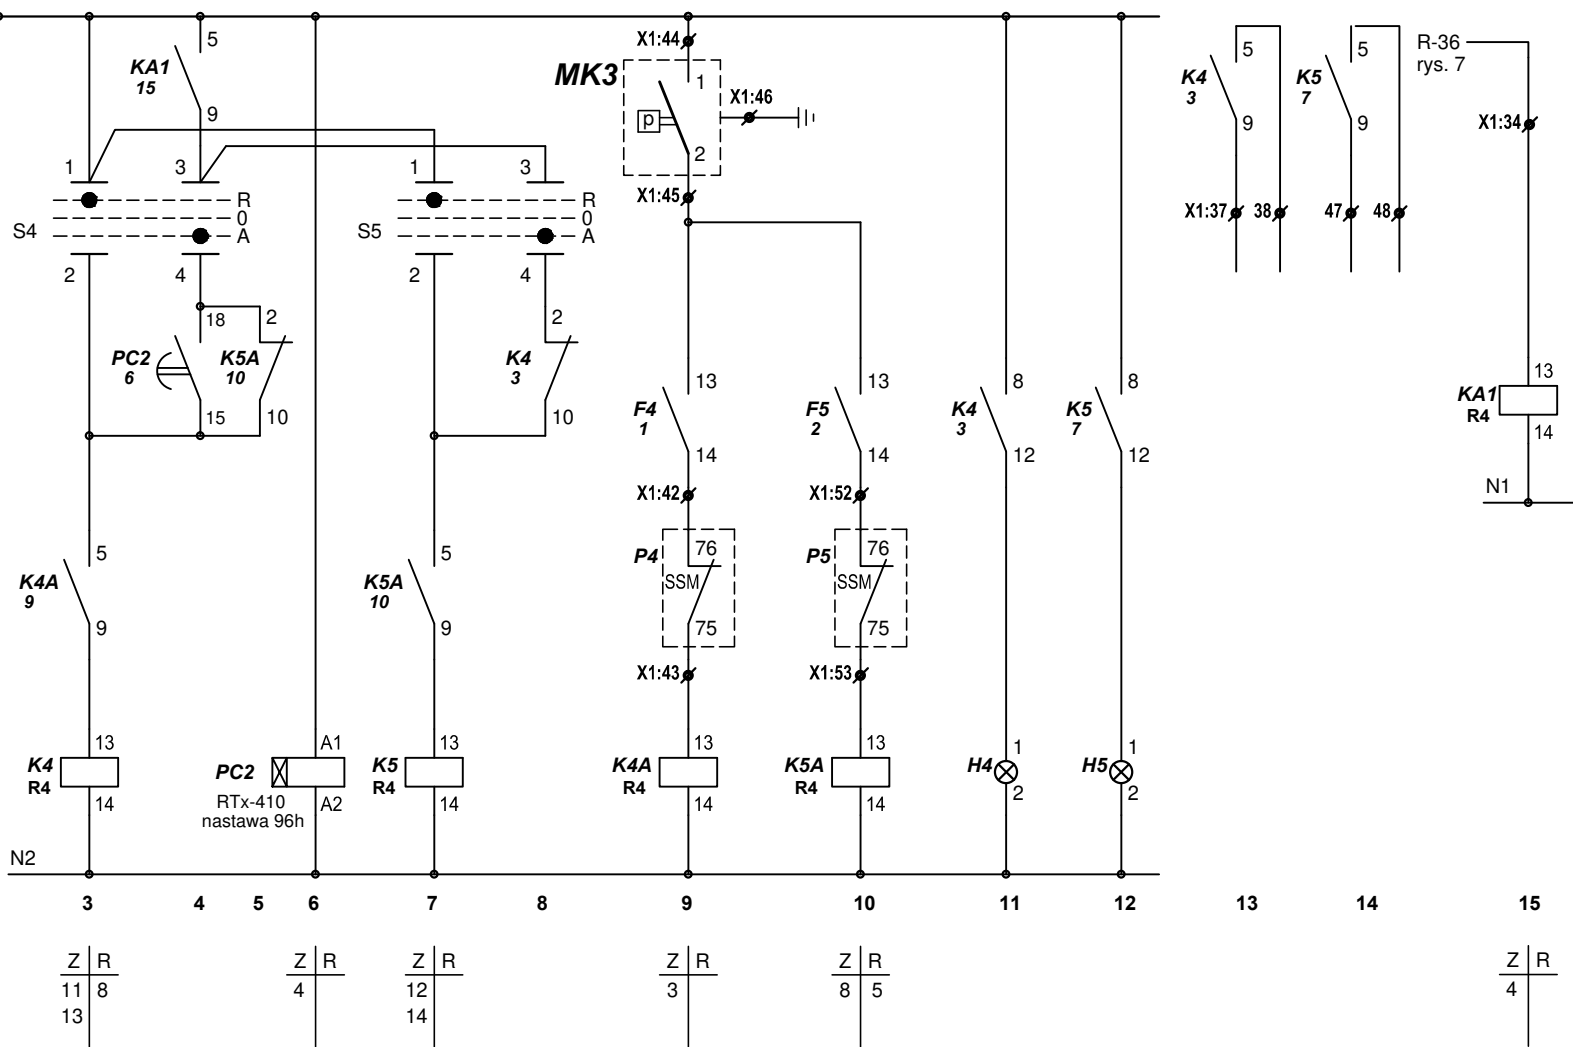 5
KA1
15
9
1
3
R
0
A
S4
2
4
18
2
PC2
6
K5A
10
15
10
5
K4A
9
9
13
K4
R4
14
A1
PC2
A2
RTx-410
nastawa 96h
1
3
R
0
A
S5
2
4
2
K4
3
10
5
K5A
10
9
13
K5
R4
14
X1:44
MK3
1
p
2
X1:46
X1:45
13
F4
1
14
X1:42
76
P4
SSM
75
X1:43
13
K4A
R4
14
13
F5
2
14
X1:52
76
P5
SSM
75
X1:53
13
K5A
R4
14
8
K4
3
12
1
H4
2
8
K5
7
12
1
H5
2
5
K4
3
9
X1:37
38
5
K5
7
9
47
48
R-36
rys. 7
X1:34
13
KA1
R4
14
N1
N2
3 4 5 6 7 8 9 10 11 12 13 14 15
Z R
11 8
13
Z R
4
Z R
12
14
Z R
3
Z R
8 5
Z R
4